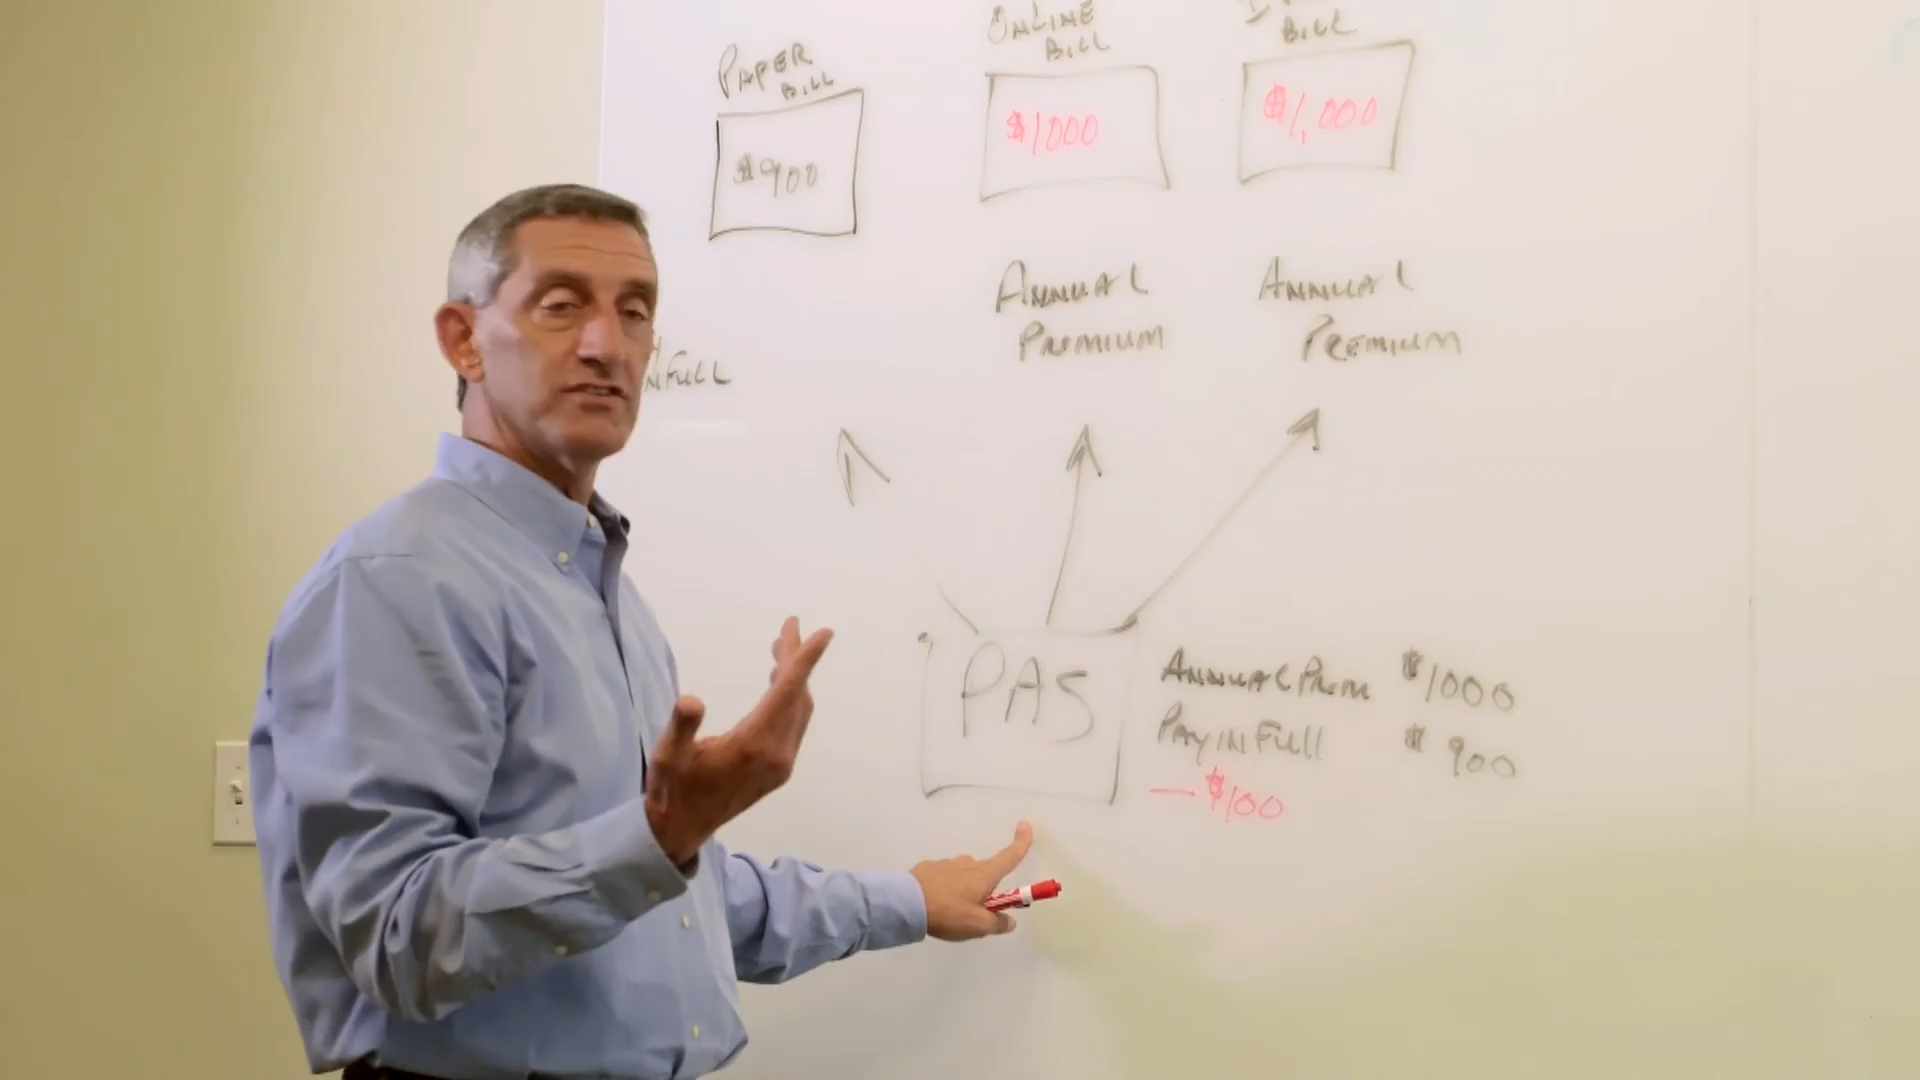 PAPER
BILL
$900
ONLINE
BILL
$1000
BILL
$1,000
NFULL
ANNUAL
PREMIUM
ANNUAL
PREMIUM
PAS
ANNUAL PREM $1000
PAY IN FULL $900
— $100